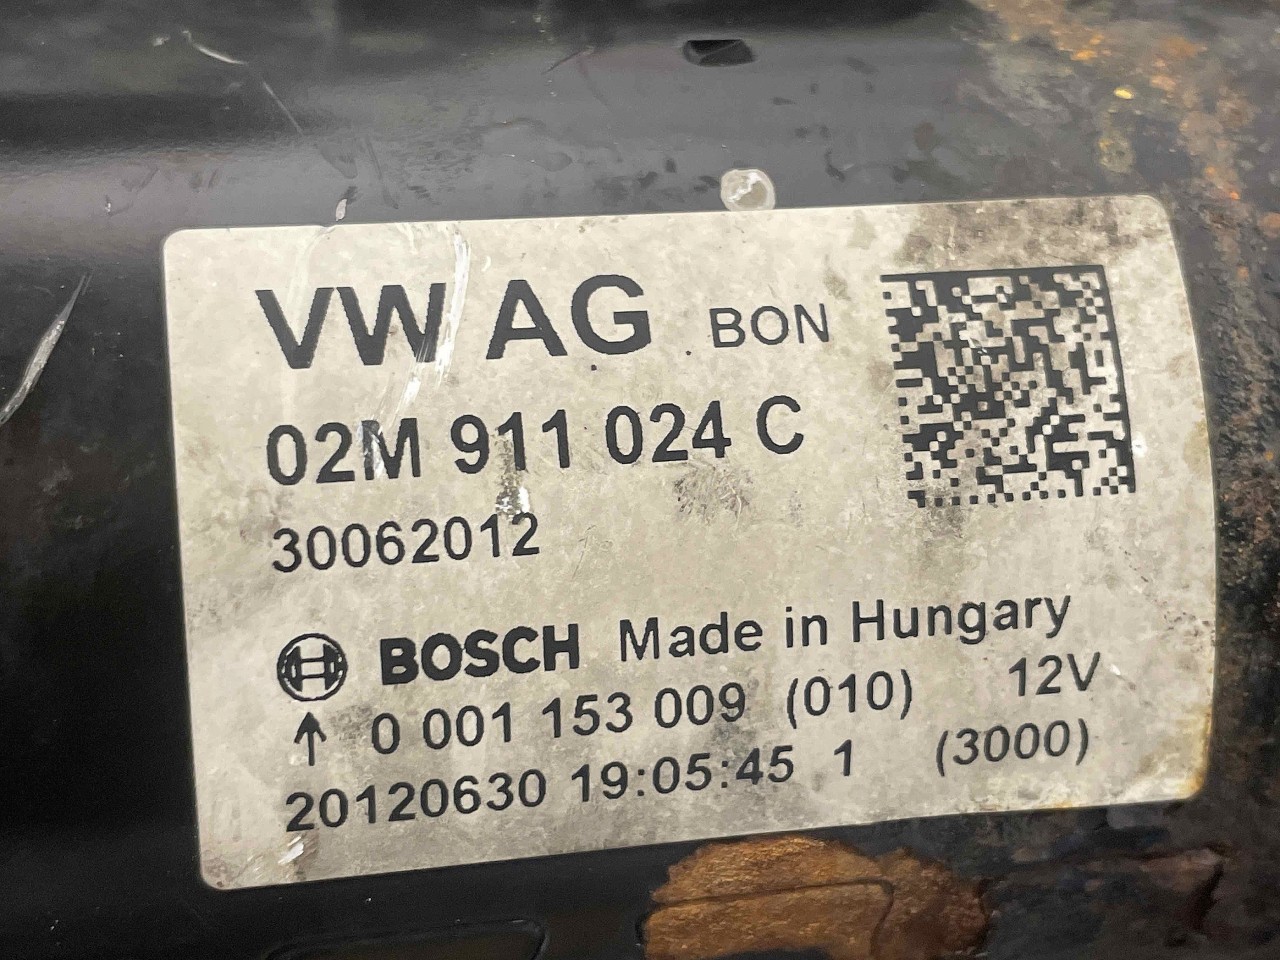 VW AG BON
02M 911 024 C
30062012
BOSCH Made in Hungary
↑ 0 001 153 009 (010) 12V
20120630 19:05:45 1 (3000)